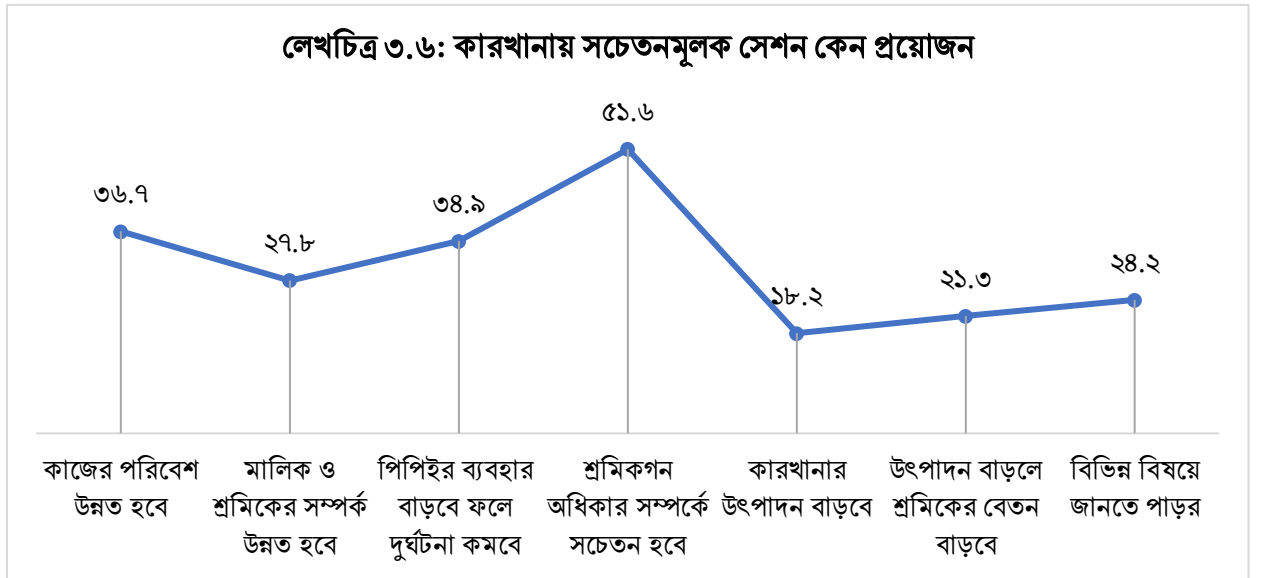 লেখচিত্র ৩.৬: কারখানায় সচেতনমূলক সেশন কেন প্রয়োজন
৩৬.৭
২৭.৮
৩৪.৯
৫১.৬
১৮.২
২১.৩
২৪.২
কাজের পরিবেশ
উন্নত হবে
মালিক ও
শ্রমিকের সম্পর্ক
উন্নত হবে
পিপিইর ব্যবহার
বাড়বে ফলে
দুর্ঘটনা কমবে
শ্রমিকগন
অধিকার সম্পর্কে
সচেতন হবে
কারখানার
উৎপাদন বাড়বে
উৎপাদন বাড়লে
শ্রমিকের বেতন
বাড়বে
বিভিন্ন বিষয়ে
জানতে পাড়র